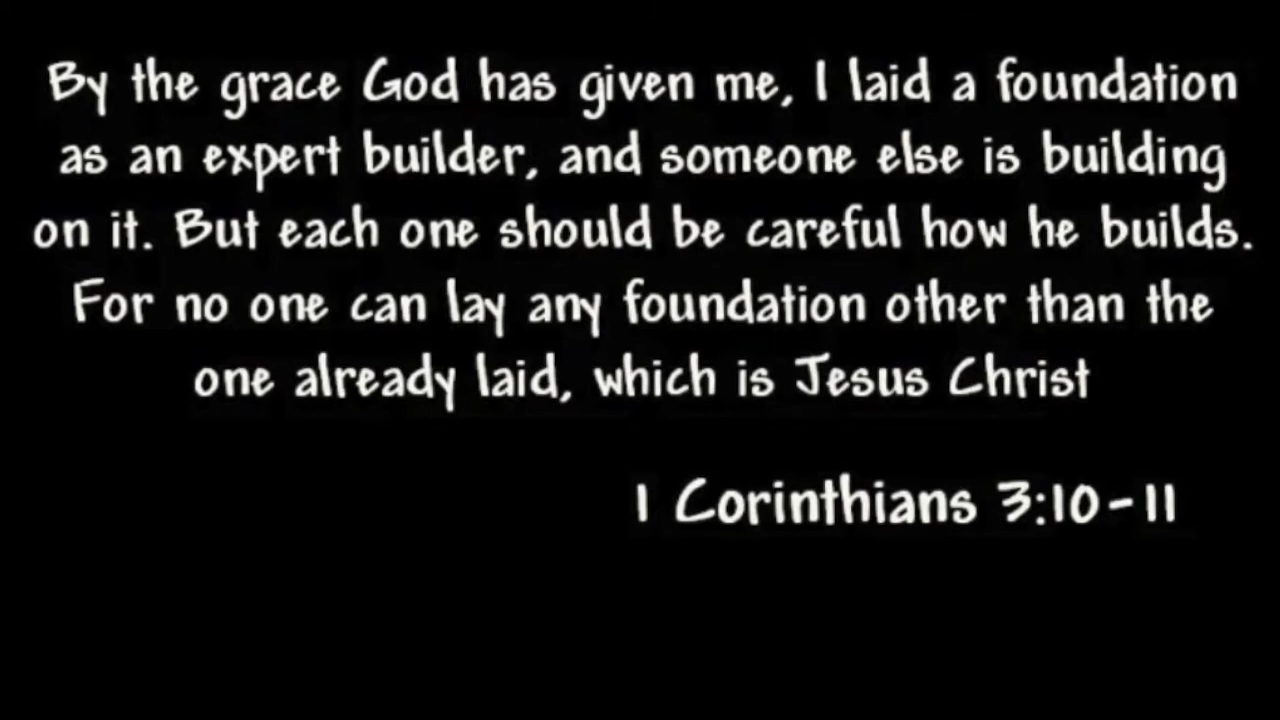 By the grace God has given me, I laid a foundation
as an expert builder, and someone else is building
on it. But each one should be careful how he builds.
For no one can lay any foundation other than the
one already laid, which is Jesus Christ
1 Corinthians 3:10-11